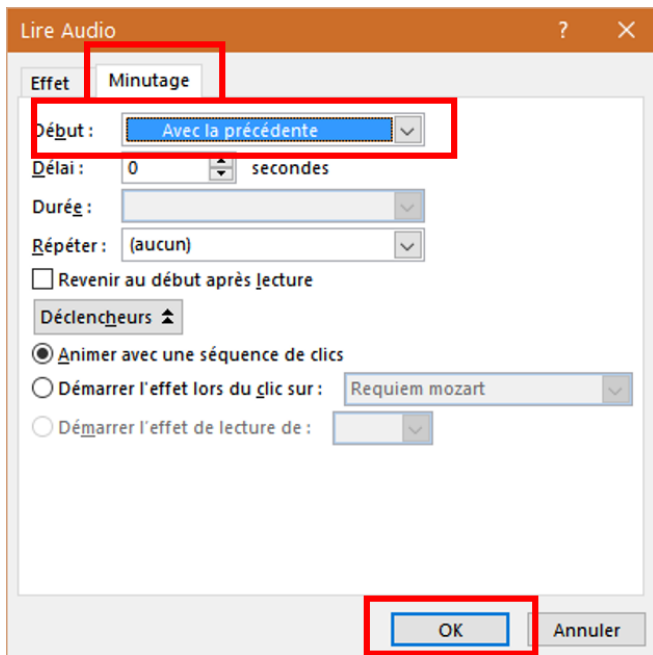 Lire Audio ? ×
Effet Minutage
Début : Avec la précédente
Délai : 0 secondes
Durée :
Répéter : (aucun)
Revenir au début après lecture
Déclencheurs
Animer avec une séquence de clics
Démarrer l'effet lors du clic sur : Requiem mozart
Démarrer l'effet de lecture de :
OK Annuler